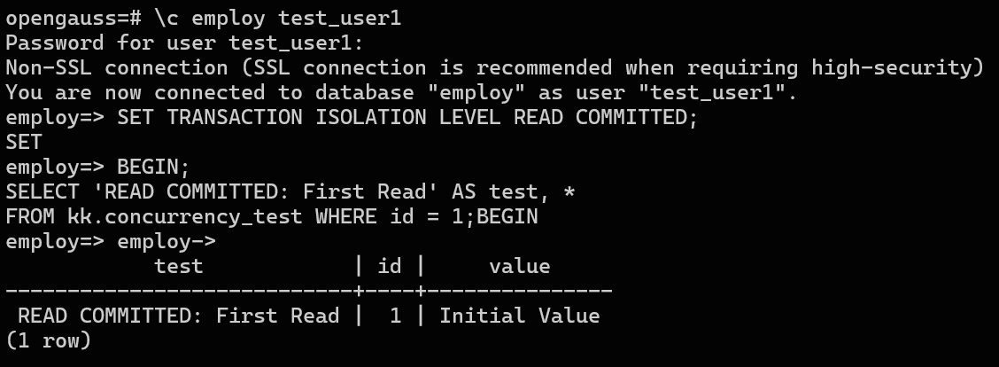 opengauss=# \c employ test_user1
Password for user test_user1:
Non-SSL connection (SSL connection is recommended when requiring high-security)
You are now connected to database "employ" as user "test_user1".
employ=> SET TRANSACTION ISOLATION LEVEL READ COMMITTED;
SET
employ=> BEGIN;
SELECT 'READ COMMITTED: First Read' AS test, *
FROM kk.concurrency_test WHERE id = 1;BEGIN
employ=> employ->
            test            | id |     value
----------------------------+----+---------------
 READ COMMITTED: First Read |  1 | Initial Value
(1 row)